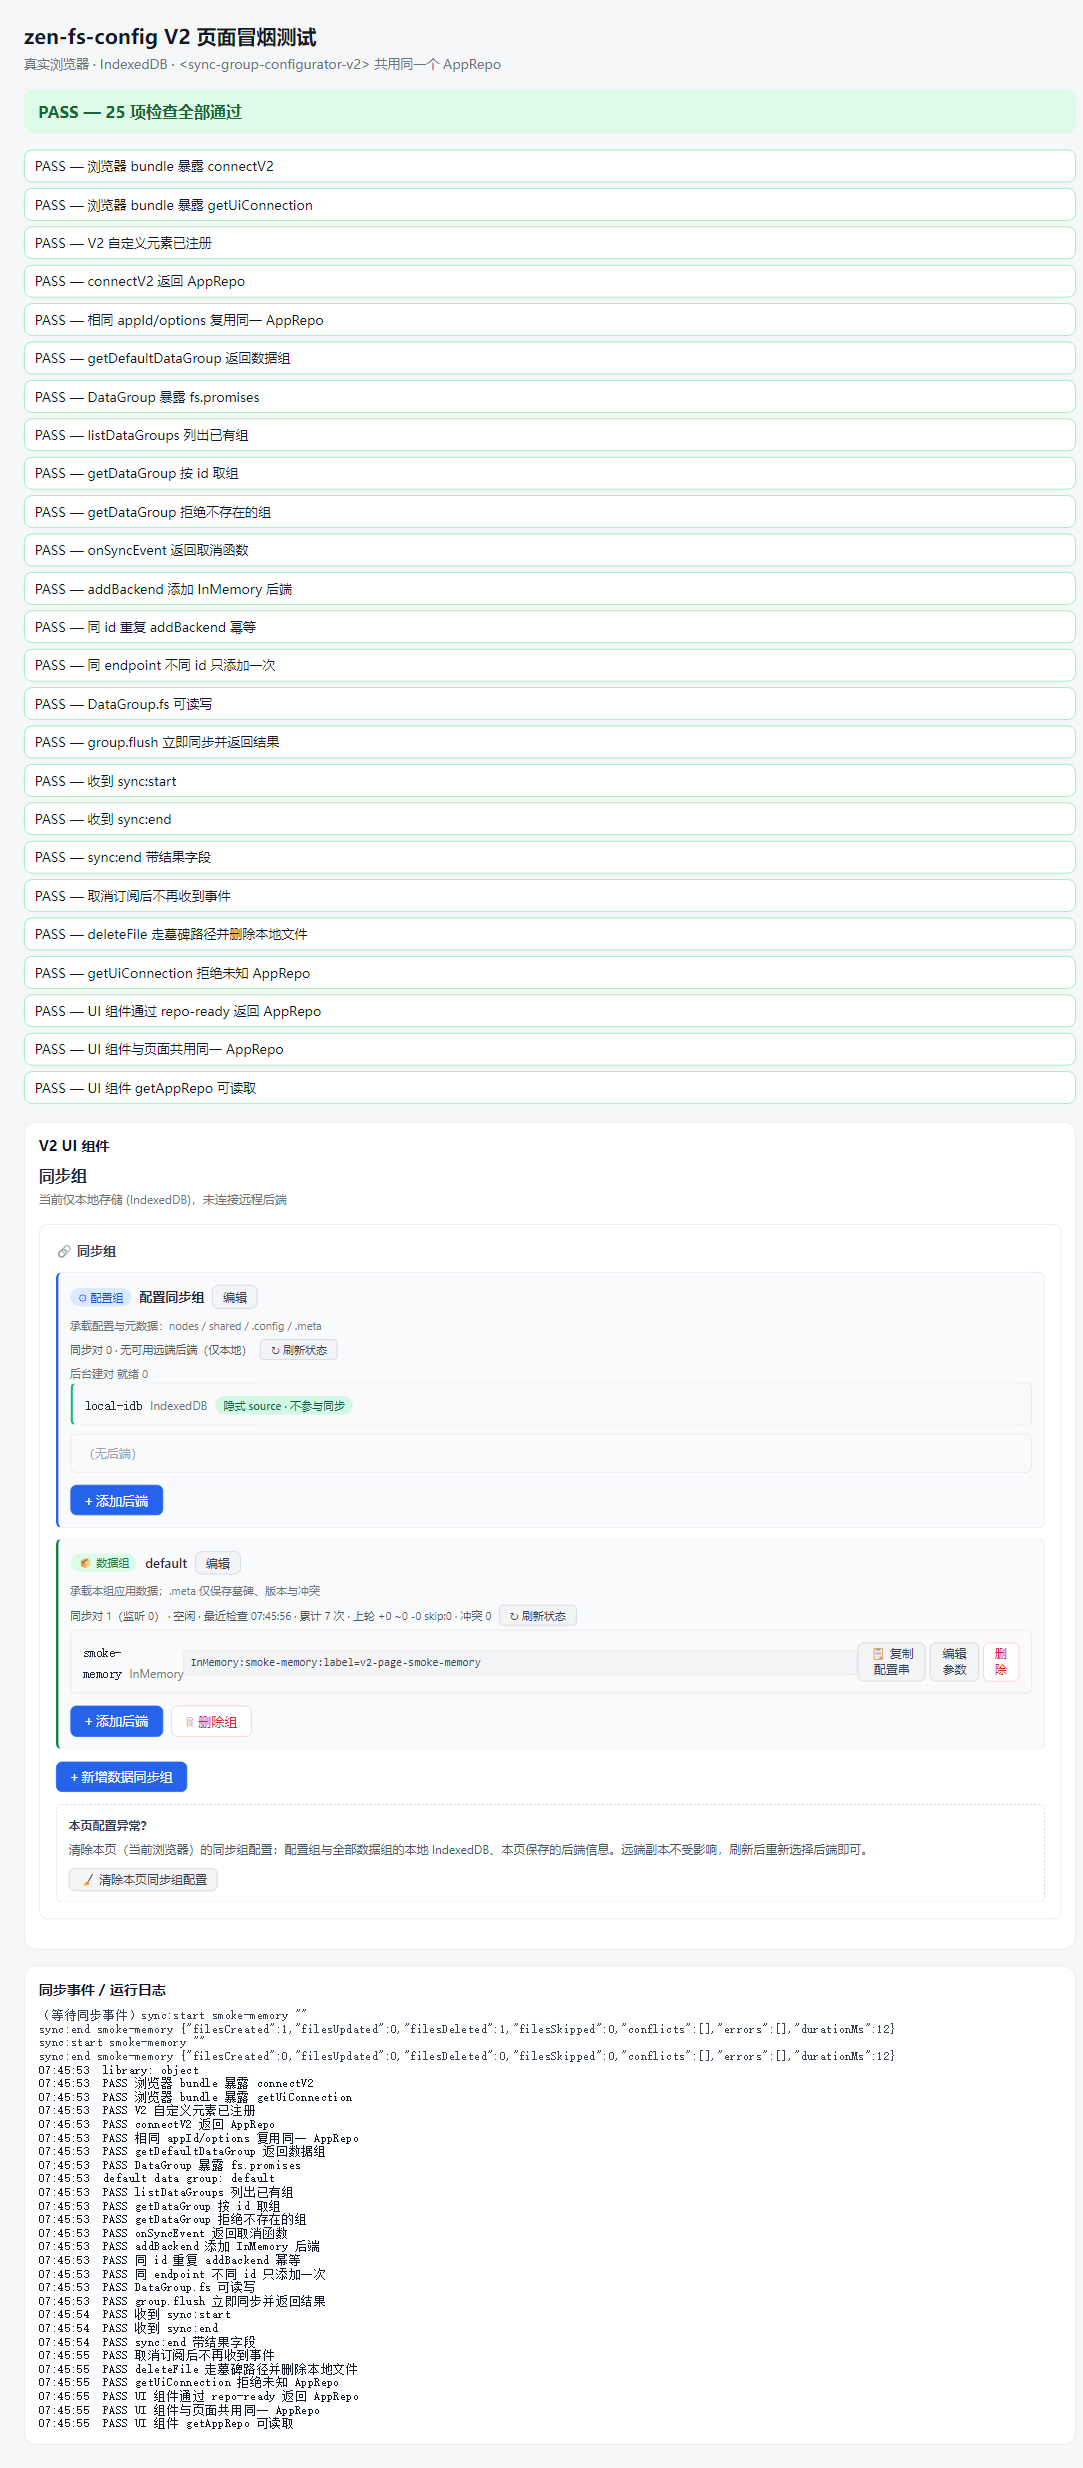 zen-fs-config V2 页面冒烟测试
真实浏览器 · IndexedDB · <sync-group-configurator-v2> 共用同一个 AppRepo
PASS — 25 项检查全部通过
PASS — 浏览器 bundle 暴露 connectV2
PASS — 浏览器 bundle 暴露 getUiConnection
PASS — V2 自定义元素已注册
PASS — connectV2 返回 AppRepo
PASS — 相同 appId/options 复用同一 AppRepo
PASS — getDefaultDataGroup 返回数据组
PASS — DataGroup 暴露 fs.promises
PASS — listDataGroups 列出已有组
PASS — getDataGroup 按 id 取组
PASS — getDataGroup 拒绝不存在的组
PASS — onSyncEvent 返回取消函数
PASS — addBackend 添加 InMemory 后端
PASS — 同 id 重复 addBackend 幂等
PASS — 同 endpoint 不同 id 只添加一次
PASS — DataGroup.fs 可读写
PASS — group.flush 立即同步并返回结果
PASS — 收到 sync:start
PASS — 收到 sync:end
PASS — sync:end 带结果字段
PASS — 取消订阅后不再收到事件
PASS — deleteFile 走墓碑路径并删除本地文件
PASS — getUiConnection 拒绝未知 AppRepo
PASS — UI 组件通过 repo-ready 返回 AppRepo
PASS — UI 组件与页面共用同一 AppRepo
PASS — UI 组件 getAppRepo 可读取
V2 UI 组件
同步组
当前仅本地存储 (IndexedDB)，未连接远程后端
🔗 同步组
⚙ 配置组 配置同步组 编辑
承载配置与元数据：nodes / shared / .config / .meta
同步对 0 · 无可用远端后端（仅本地） ↻ 刷新状态
后台建对 就绪 0
local-idb IndexedDB 隐式 source · 不参与同步
（无后端）
+ 添加后端
📦 数据组 default 编辑
承载本组应用数据；.meta 仅保存墓碑、版本与冲突
同步对 1（监听 0） · 空闲 · 最近检查 07:45:56 · 累计 7 次 · 上轮 +0 ~0 -0 skip:0 · 冲突 0 ↻ 刷新状态
smoke-
memory InMemory InMemory:smoke-memory:label=v2-page-smoke-memory 📋 复制
配置串 编辑
参数 删
除
+ 添加后端 🗑 删除组
+ 新增数据同步组
本页配置异常?
清除本页（当前浏览器）的同步组配置：配置组与全部数据组的本地 IndexedDB、本页保存的后端信息。远端副本不受影响，刷新后重新选择后端即可。
🧹 清除本页同步组配置
同步事件 / 运行日志
（等待同步事件）sync:start smoke-memory ""
sync:end smoke-memory {"filesCreated":1,"filesUpdated":0,"filesDeleted":1,"filesSkipped":0,"conflicts":[],"errors":[],"durationMs":12}
sync:start smoke-memory ""
sync:end smoke-memory {"filesCreated":0,"filesUpdated":0,"filesDeleted":0,"filesSkipped":0,"conflicts":[],"errors":[],"durationMs":12}
07:45:53 library: object
07:45:53 PASS 浏览器 bundle 暴露 connectV2
07:45:53 PASS 浏览器 bundle 暴露 getUiConnection
07:45:53 PASS V2 自定义元素已注册
07:45:53 PASS connectV2 返回 AppRepo
07:45:53 PASS 相同 appId/options 复用同一 AppRepo
07:45:53 PASS getDefaultDataGroup 返回数据组
07:45:53 PASS DataGroup 暴露 fs.promises
07:45:53 default data group: default
07:45:53 PASS listDataGroups 列出已有组
07:45:53 PASS getDataGroup 按 id 取组
07:45:53 PASS getDataGroup 拒绝不存在的组
07:45:53 PASS onSyncEvent 返回取消函数
07:45:53 PASS addBackend 添加 InMemory 后端
07:45:53 PASS 同 id 重复 addBackend 幂等
07:45:53 PASS 同 endpoint 不同 id 只添加一次
07:45:53 PASS DataGroup.fs 可读写
07:45:53 PASS group.flush 立即同步并返回结果
07:45:54 PASS 收到 sync:start
07:45:54 PASS 收到 sync:end
07:45:54 PASS sync:end 带结果字段
07:45:55 PASS 取消订阅后不再收到事件
07:45:55 PASS deleteFile 走墓碑路径并删除本地文件
07:45:55 PASS getUiConnection 拒绝未知 AppRepo
07:45:55 PASS UI 组件通过 repo-ready 返回 AppRepo
07:45:55 PASS UI 组件与页面共用同一 AppRepo
07:45:55 PASS UI 组件 getAppRepo 可读取